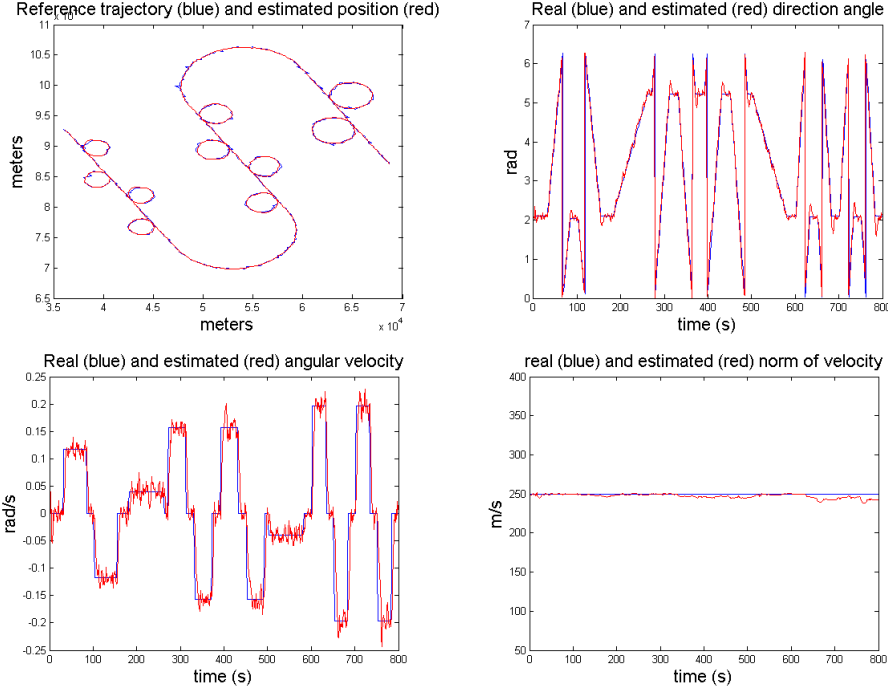 Reference trajectory (blue) and estimated position (red)
11
10.5
10
9.5
9
8.5
8
7.5
7
6.5
meters
3.5 4 4.5 5 5.5 6 6.5 7
meters
x 10⁴
Real (blue) and estimated (red) direction angle
7
6
5
4
3
2
1
0
rad
0 100 200 300 400 500 600 700 800
time (s)
Real (blue) and estimated (red) angular velocity
0.25
0.2
0.15
0.1
0.05
0
-0.05
-0.1
-0.15
-0.2
-0.25
rad/s
0 100 200 300 400 500 600 700 800
time (s)
real (blue) and estimated (red) norm of velocity
400
350
300
250
200
150
100
50
m/s
0 100 200 300 400 500 600 700 800
time (s)